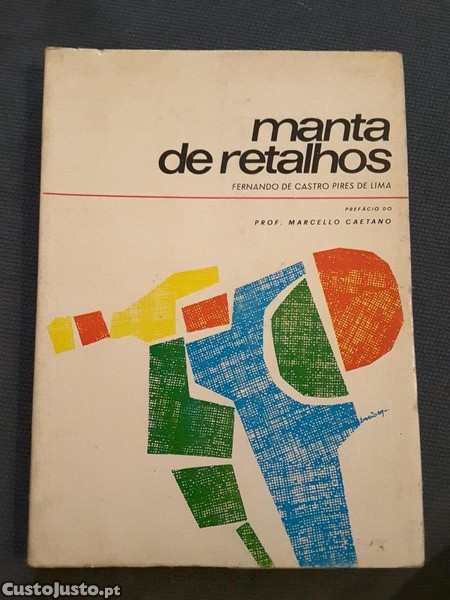 manta
de retalhos
FERNANDO DE CASTRO PIRES DE LIMA
PREFÁCIO DO
PROF. MARCELLO CAETANO
CustoJusto.pt